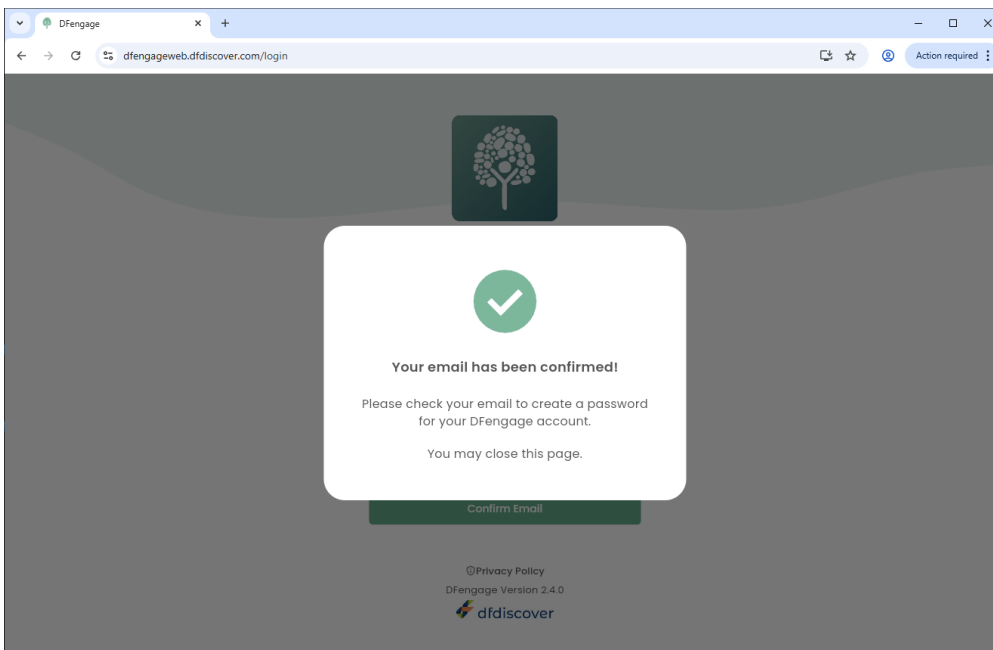 DFengage
dfengageweb.dfdiscover.com/login
Action required
Your email has been confirmed!
Please check your email to create a password
for your DFengage account.
You may close this page.
Confirm Email
Privacy Policy
DFengage Version 2.4.0
dfdiscover